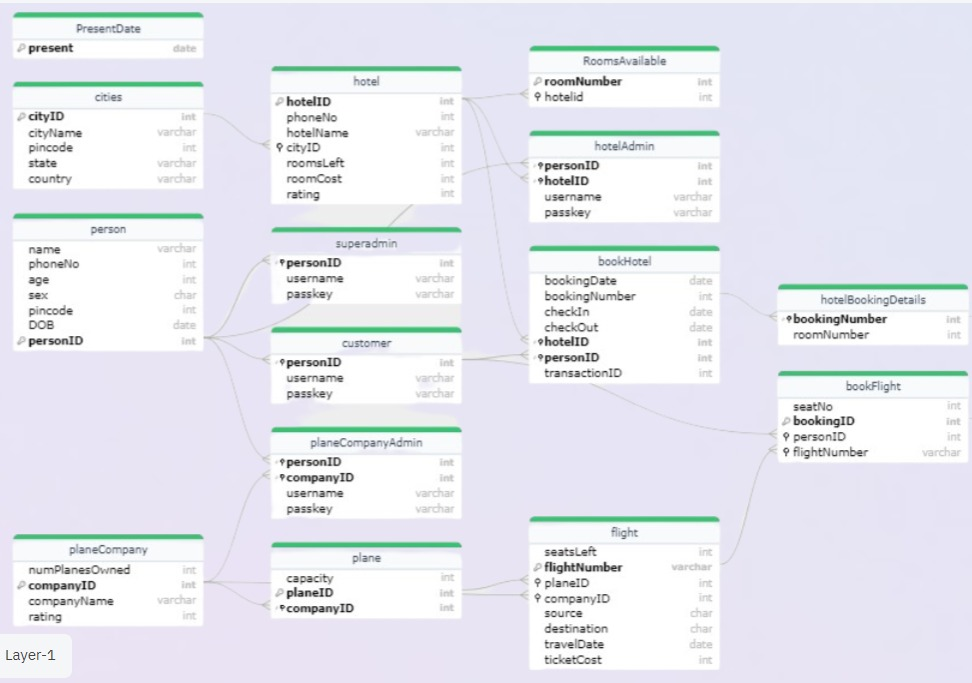 PresentDate
present date
cities
cityID int
cityName varchar
pincode int
state varchar
country varchar
person
name varchar
phoneNo int
age int
sex char
pincode int
DOB date
personID int
planeCompany
numPlanesOwned int
companyID int
companyName varchar
rating int
Layer-1
hotel
hotelID int
phoneNo int
hotelName varchar
cityID int
roomsLeft int
roomCost int
rating int
superadmin
personID int
username varchar
passkey varchar
customer
personID int
username varchar
passkey varchar
planeCompanyAdmin
personID int
companyID int
username varchar
passkey varchar
plane
capacity int
planeID int
companyID int
RoomsAvailable
roomNumber int
hotelid int
hotelAdmin
personID int
hotelID int
username varchar
passkey varchar
bookHotel
bookingDate date
bookingNumber int
checkIn date
checkOut date
hotelID int
personID int
transactionID int
flight
seatsLeft int
flightNumber varchar
planeID int
companyID int
source char
destination char
travelDate date
ticketCost int
hotelBookingDetails
bookingNumber int
roomNumber int
bookFlight
seatNo int
bookingID int
personID int
flightNumber varchar